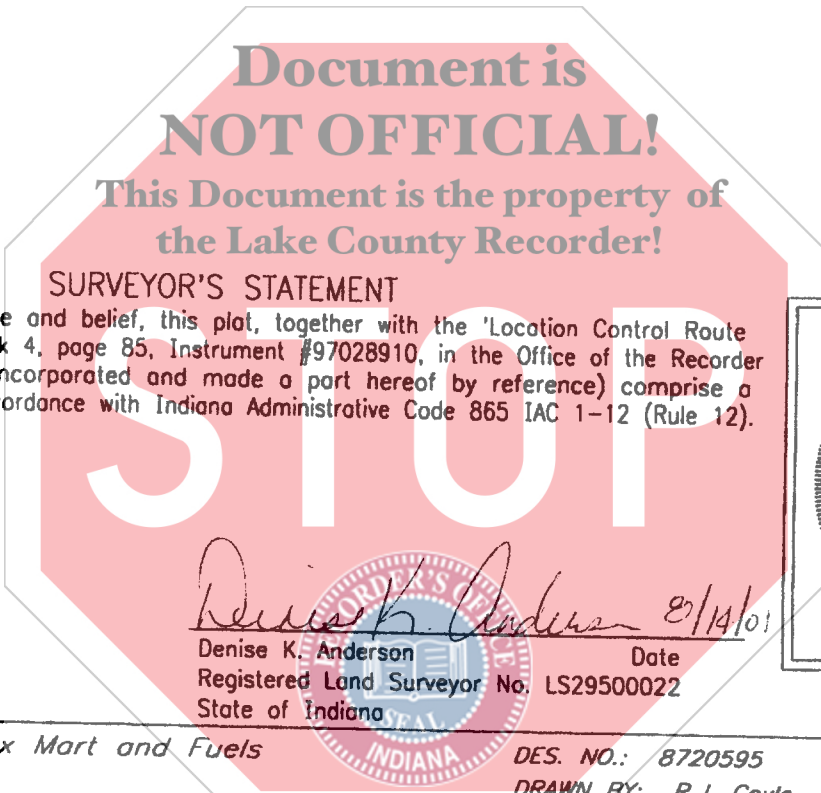 Document is
NOT OFFICIAL!
This Document is the property of
the Lake County Recorder!
SURVEYOR'S STATEMENT
e and belief, this plat, together with the 'Location Control Route
k 4, page 85, Instrument #97028910, in the Office of the Recorder
ncorporated and made a part hereof by reference) comprise a
ordance with Indiana Administrative Code 865 IAC 1-12 (Rule 12).
STOP
Denise K. Anderson 8/14/01
Denise K. Anderson Date
Registered Land Surveyor No. LS29500022
State of Indiana
RECORDER'S OFFICE
SEAL
INDIANA
x Mart and Fuels
DES. NO.: 8720595
DRAWN BY: R.L.